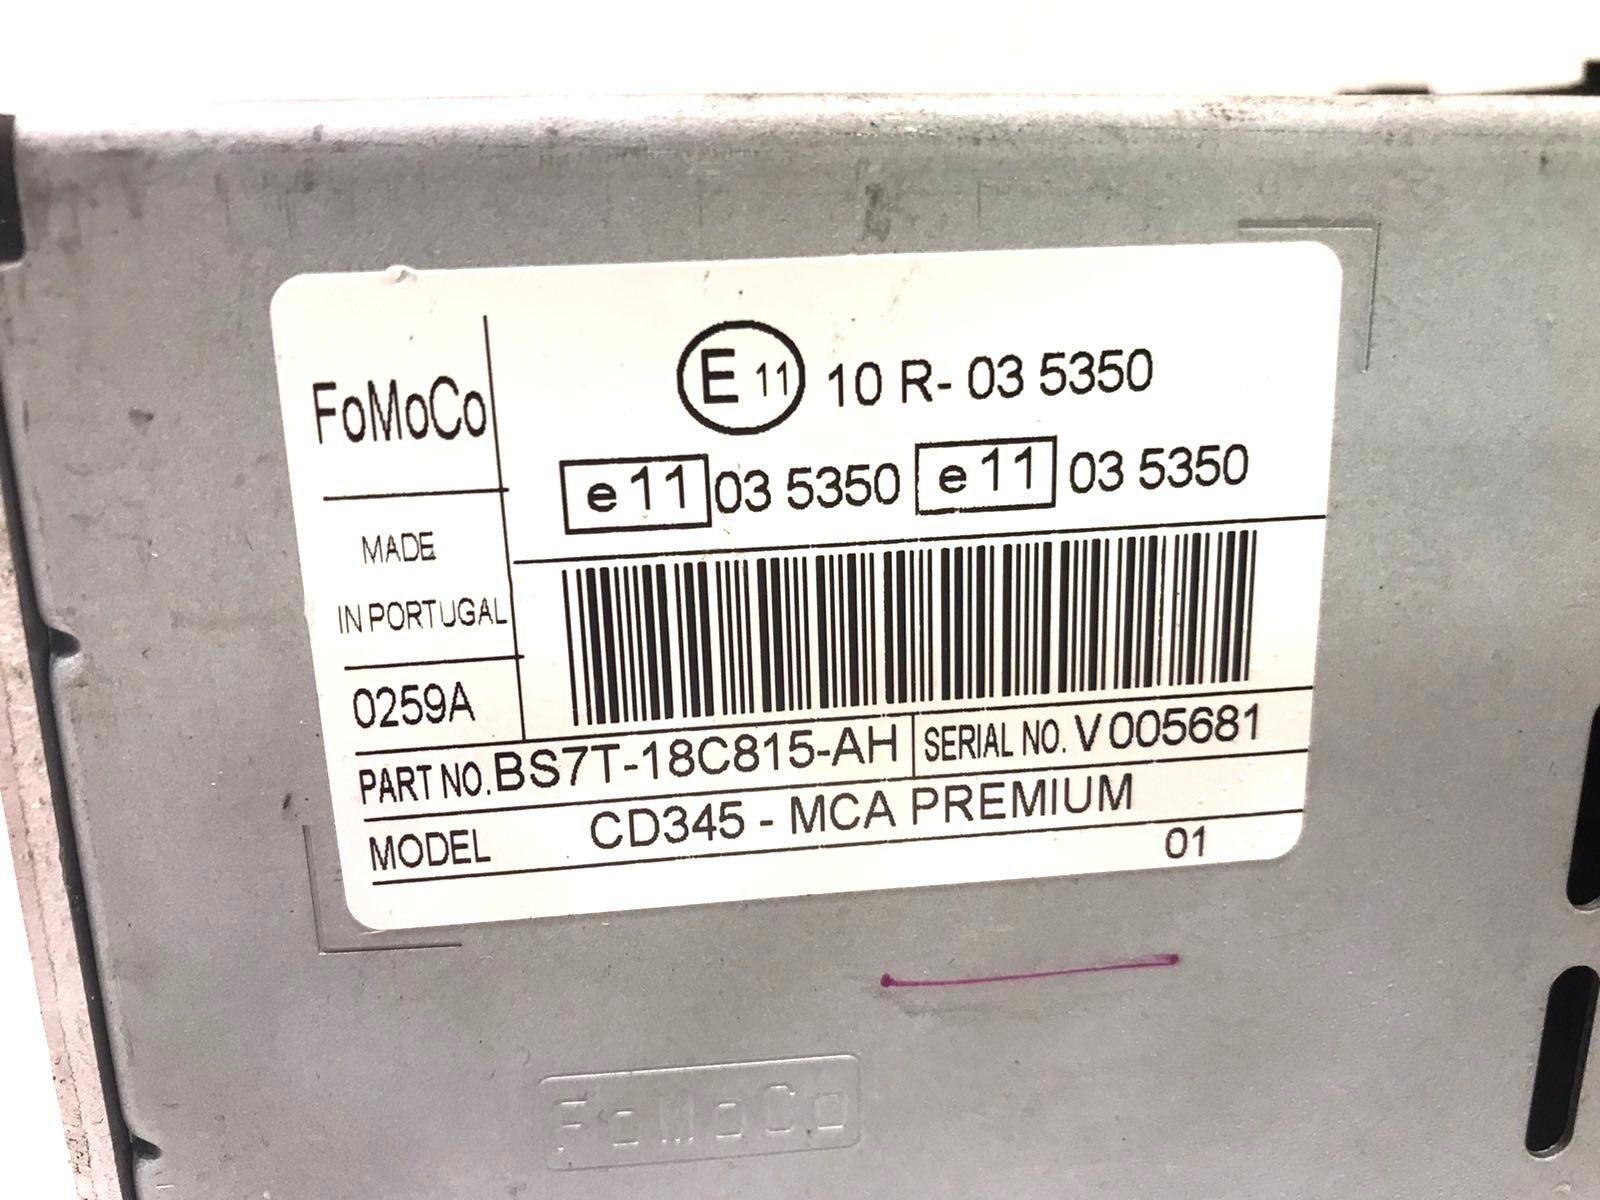 FoMoCo
E 11 10 R- 03 5350
e 11 03 5350 e 11 03 5350
MADE
IN PORTUGAL
0259A
PART NO. BS7T-18C815-AH SERIAL NO. V 005681
MODEL CD345 - MCA PREMIUM
01
FoMoCo